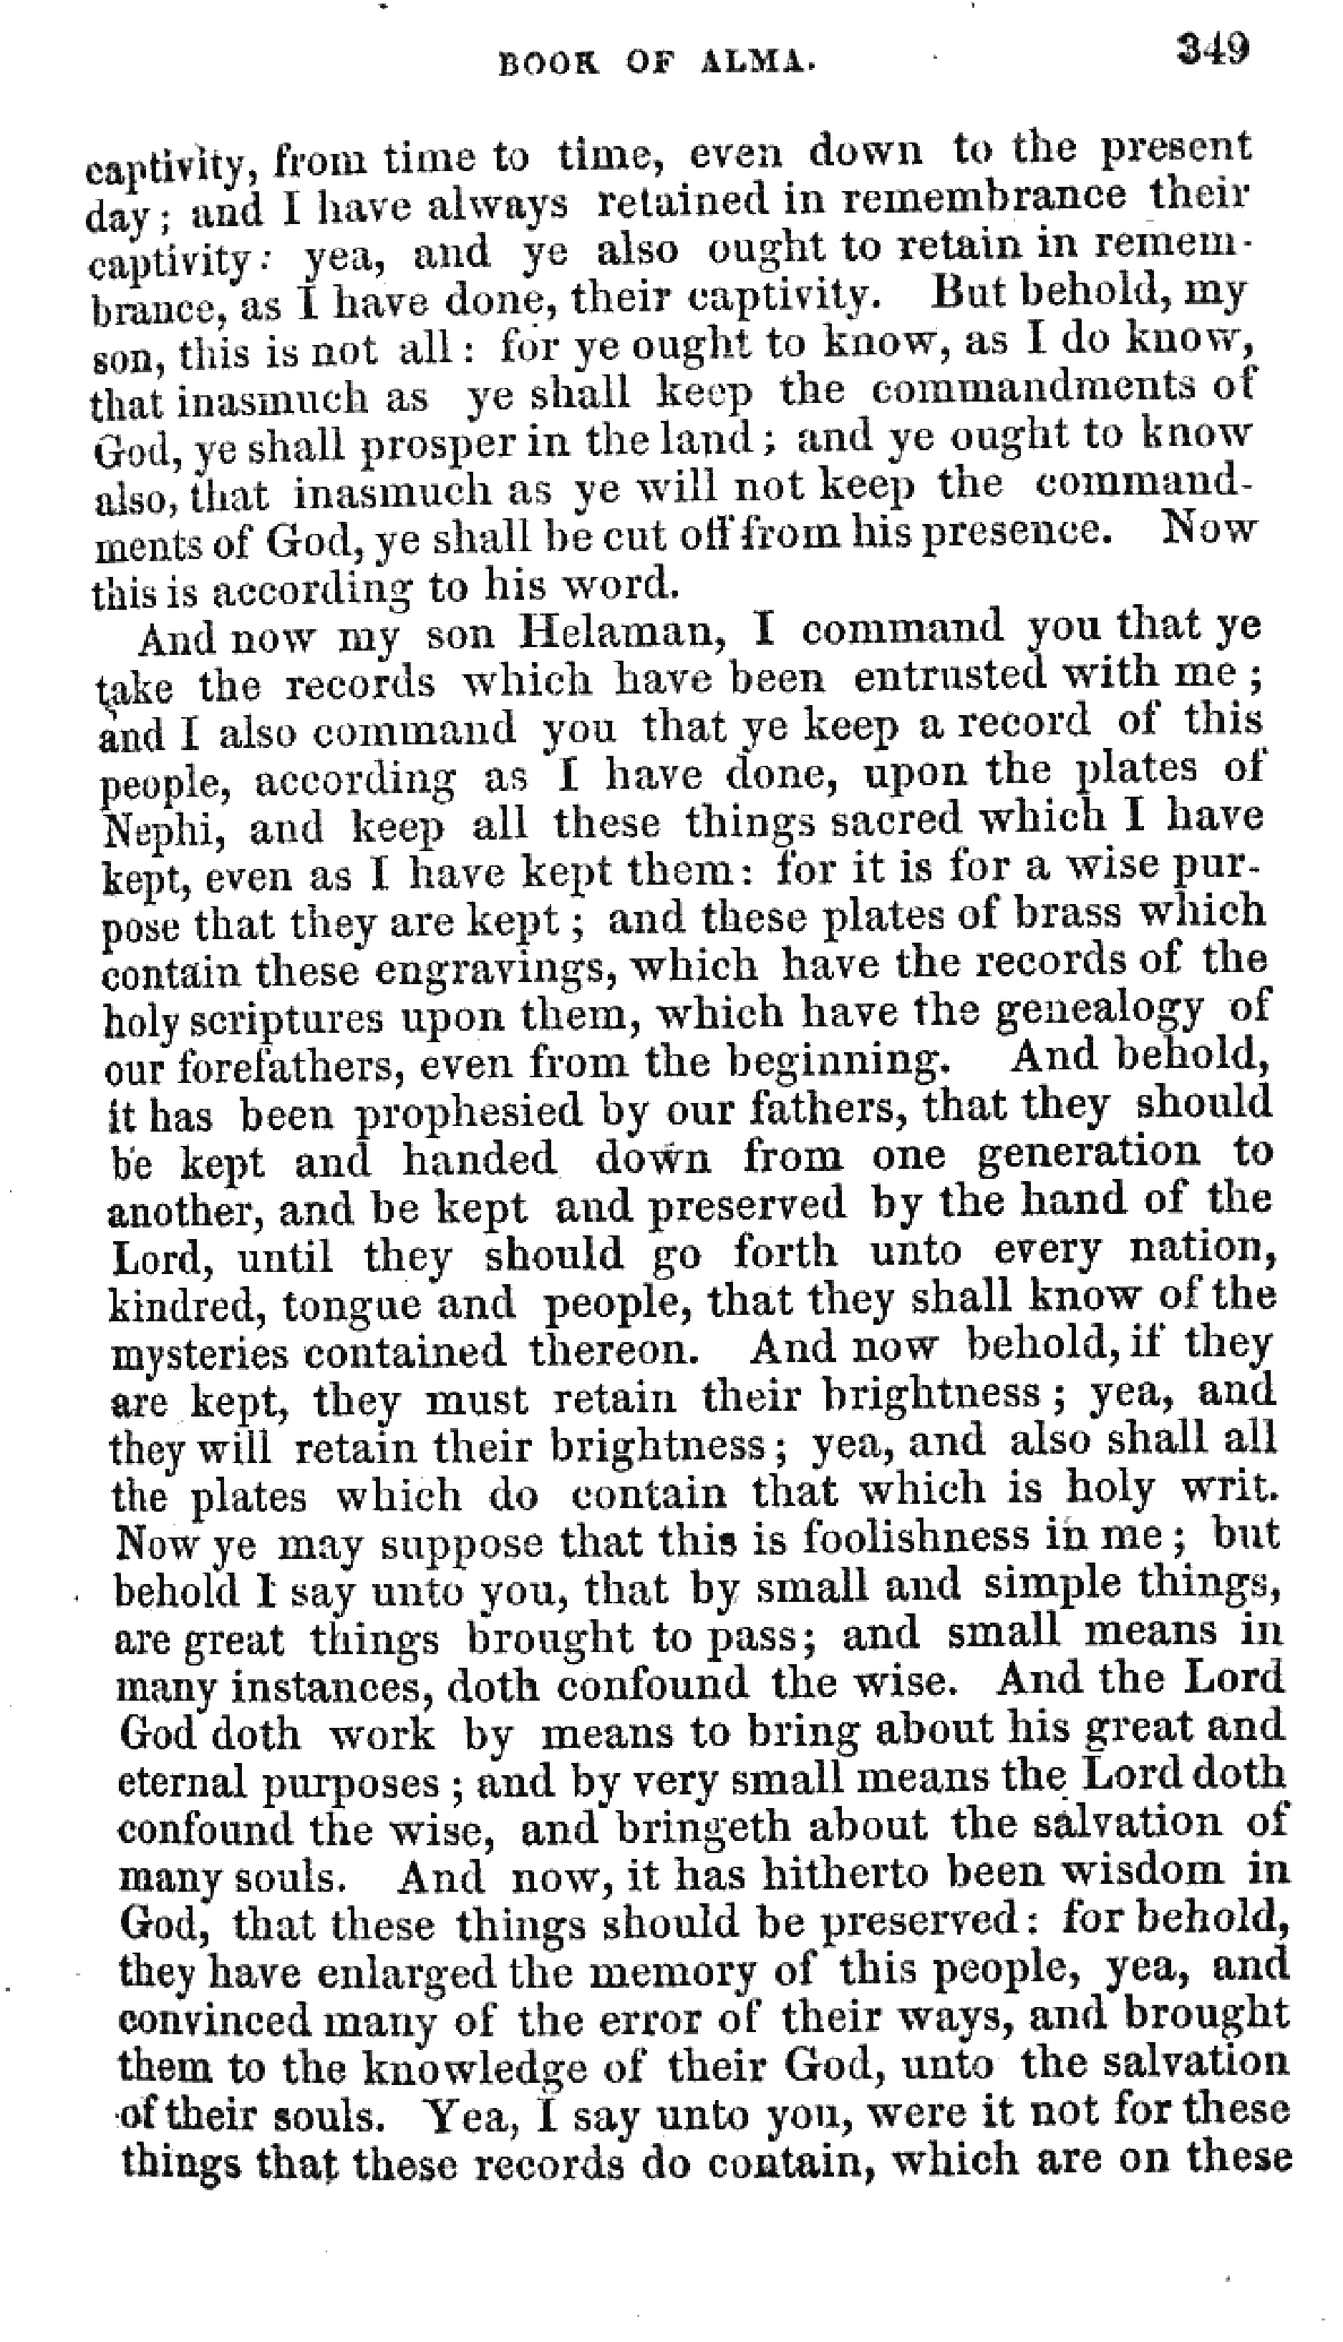 BOOK OF ALMA. 349
captivity, from time to time, even down to the present
day; and I have always retained in remembrance their
captivity: yea, and ye also ought to retain in remem-
brance, as I have done, their captivity. But behold, my
son, this is not all: for ye ought to know, as I do know,
that inasmuch as ye shall keep the commandments of
God, ye shall prosper in the land; and ye ought to know
also, that inasmuch as ye will not keep the command-
ments of God, ye shall be cut off from his presence. Now
this is according to his word.
And now my son Helaman, I command you that ye
take the records which have been entrusted with me;
and I also command you that ye keep a record of this
people, according as I have done, upon the plates of
Nephi, and keep all these things sacred which I have
kept, even as I have kept them: for it is for a wise pur-
pose that they are kept; and these plates of brass which
contain these engravings, which have the records of the
holy scriptures upon them, which have the genealogy of
our forefathers, even from the beginning. And behold,
it has been prophesied by our fathers, that they should
be kept and handed down from one generation to
another, and be kept and preserved by the hand of the
Lord, until they should go forth unto every nation,
kindred, tongue and people, that they shall know of the
mysteries contained thereon. And now behold, if they
are kept, they must retain their brightness; yea, and
they will retain their brightness; yea, and also shall all
the plates which do contain that which is holy writ.
Now ye may suppose that this is foolishness in me; but
behold I say unto you, that by small and simple things,
are great things brought to pass; and small means in
many instances, doth confound the wise. And the Lord
God doth work by means to bring about his great and
eternal purposes; and by very small means the Lord doth
confound the wise, and bringeth about the salvation of
many souls. And now, it has hitherto been wisdom in
God, that these things should be preserved: for behold,
they have enlarged the memory of this people, yea, and
convinced many of the error of their ways, and brought
them to the knowledge of their God, unto the salvation
of their souls. Yea, I say unto you, were it not for these
things that these records do contain, which are on these